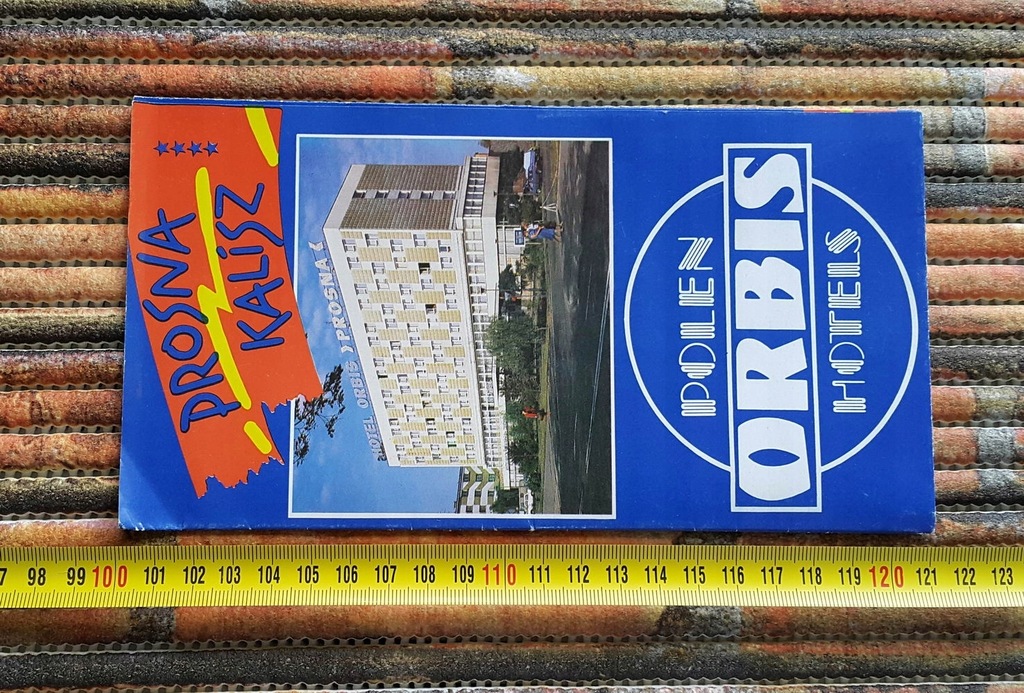 ★★★★
PROSNA
KALISZ
HOTEL ORBIS PROSNA
POLEN
ORBIS
HOTELS
7 98 99 100 101 102 103 104 105 106 107 108 109 110 111 112 113 114 115 116 117 118 119 120 121 122 123